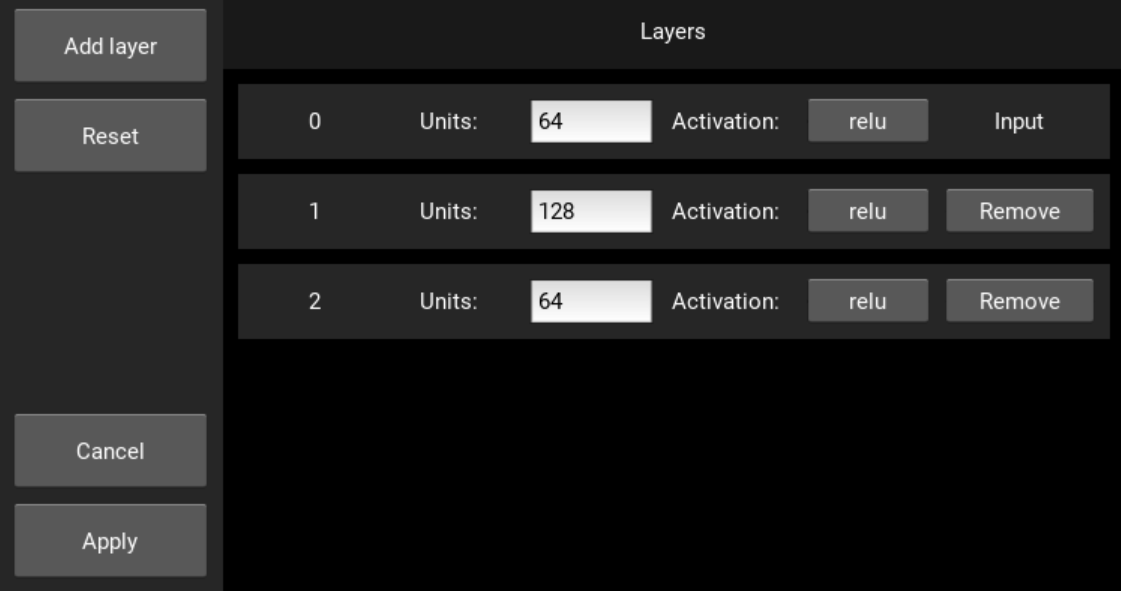 Add layer
Reset
Cancel
Apply
Layers
0 Units: 64 Activation: relu Input
1 Units: 128 Activation: relu Remove
2 Units: 64 Activation: relu Remove